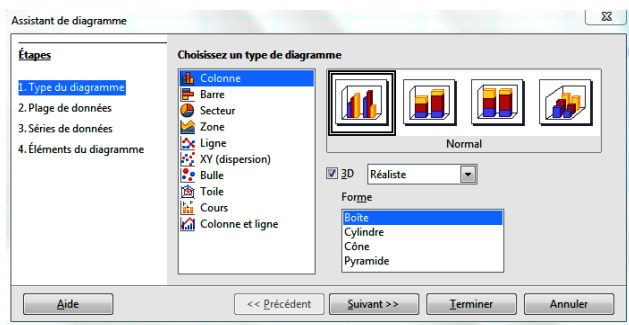 Assistant de diagramme
Étapes
1. Type du diagramme
2. Plage de données
3. Séries de données
4. Éléments du diagramme
Choisissez un type de diagramme
Colonne
Barre
Secteur
Zone
Ligne
XY (dispersion)
Bulle
Toile
Cours
Colonne et ligne
Normal
3D Réaliste
Forme
Boîte
Cylindre
Cône
Pyramide
Aide << Précédent Suivant >> Terminer Annuler